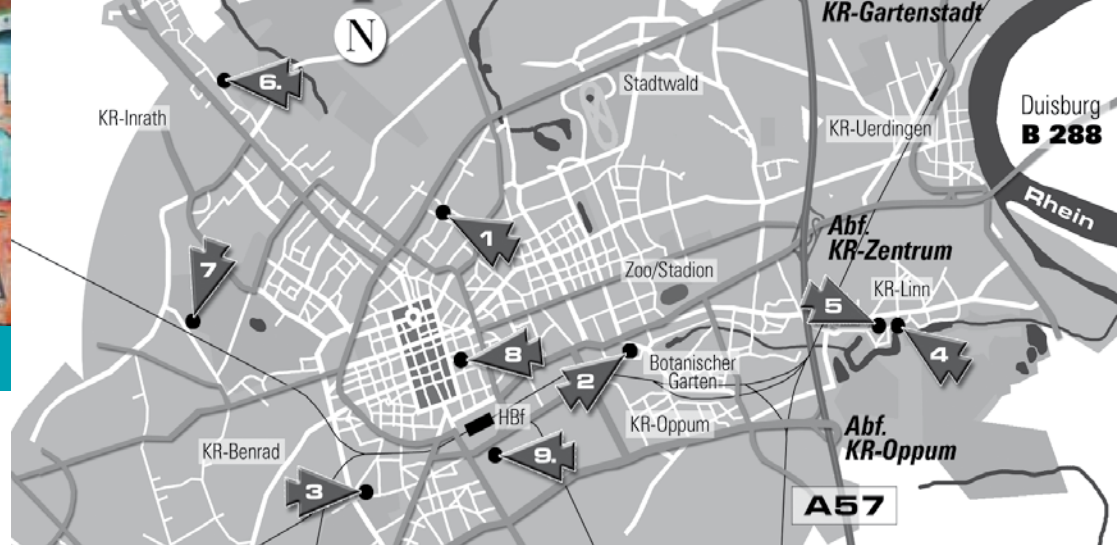 KR-Gartenstadt
N
6.
Stadtwald
KR-Inrath
Duisburg
B 288
KR-Uerdingen
Rhein
1
Abf.
KR-Zentrum
7
Zoo/Stadion
KR-Linn
5
8
4
2
Botanischer
Garten
HBf
KR-Oppum
Abf.
KR-Oppum
KR-Benrad
9.
3
A57